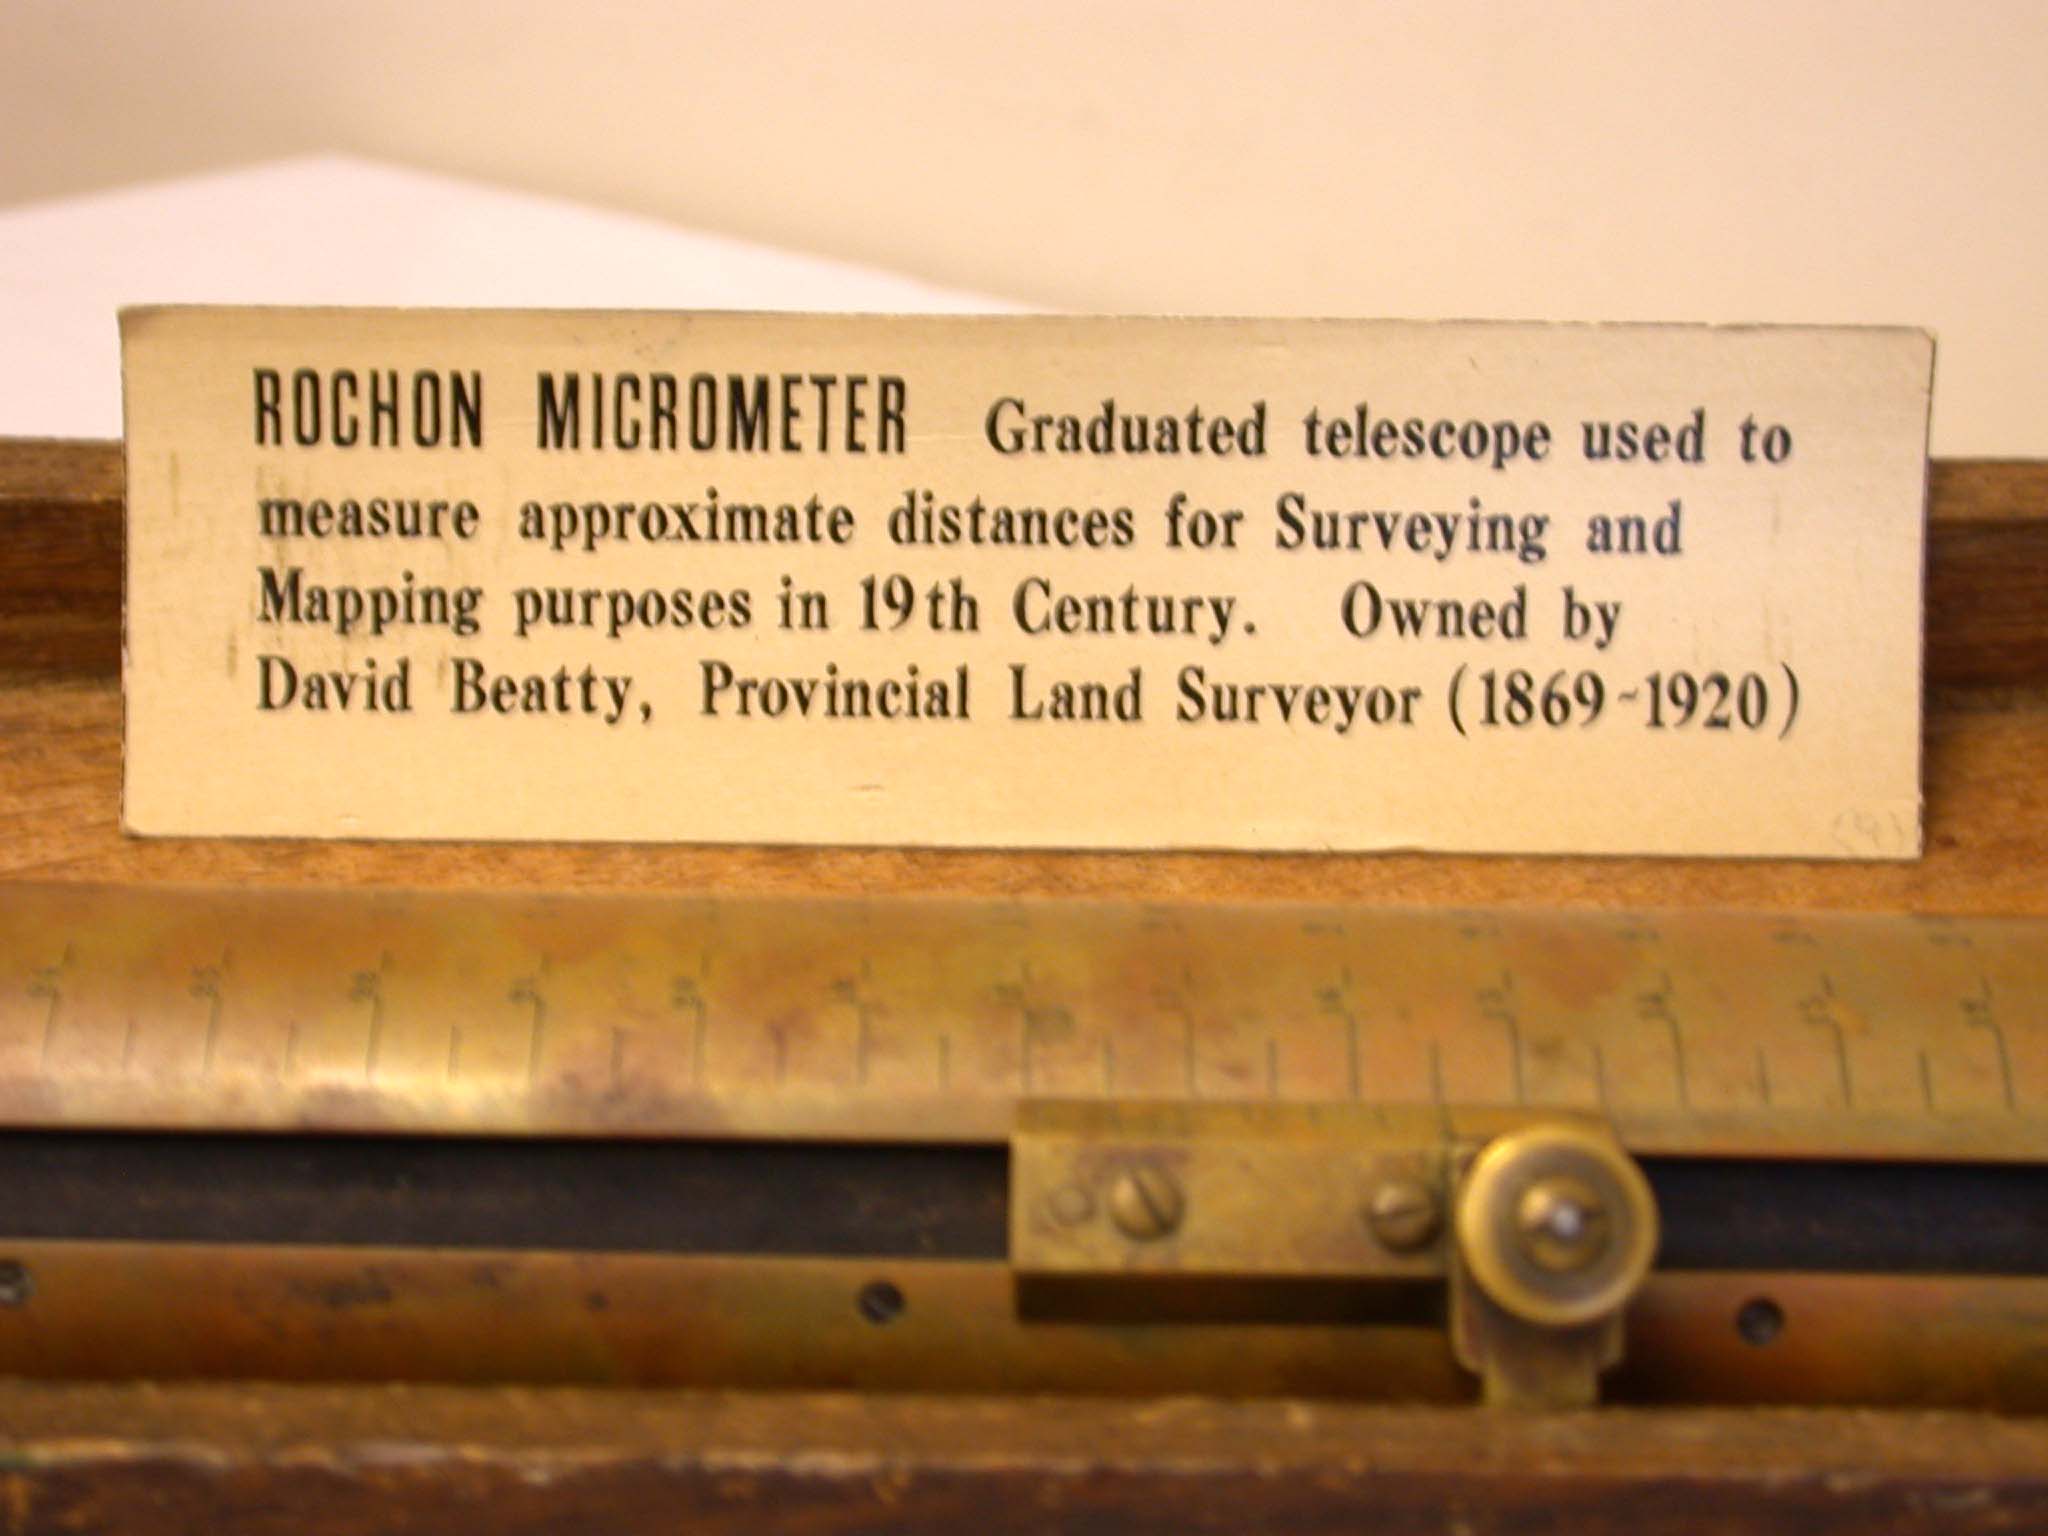 ROCHON MICROMETER Graduated telescope used to
measure approximate distances for Surveying and
Mapping purposes in 19th Century. Owned by
David Beatty, Provincial Land Surveyor (1869-1920)